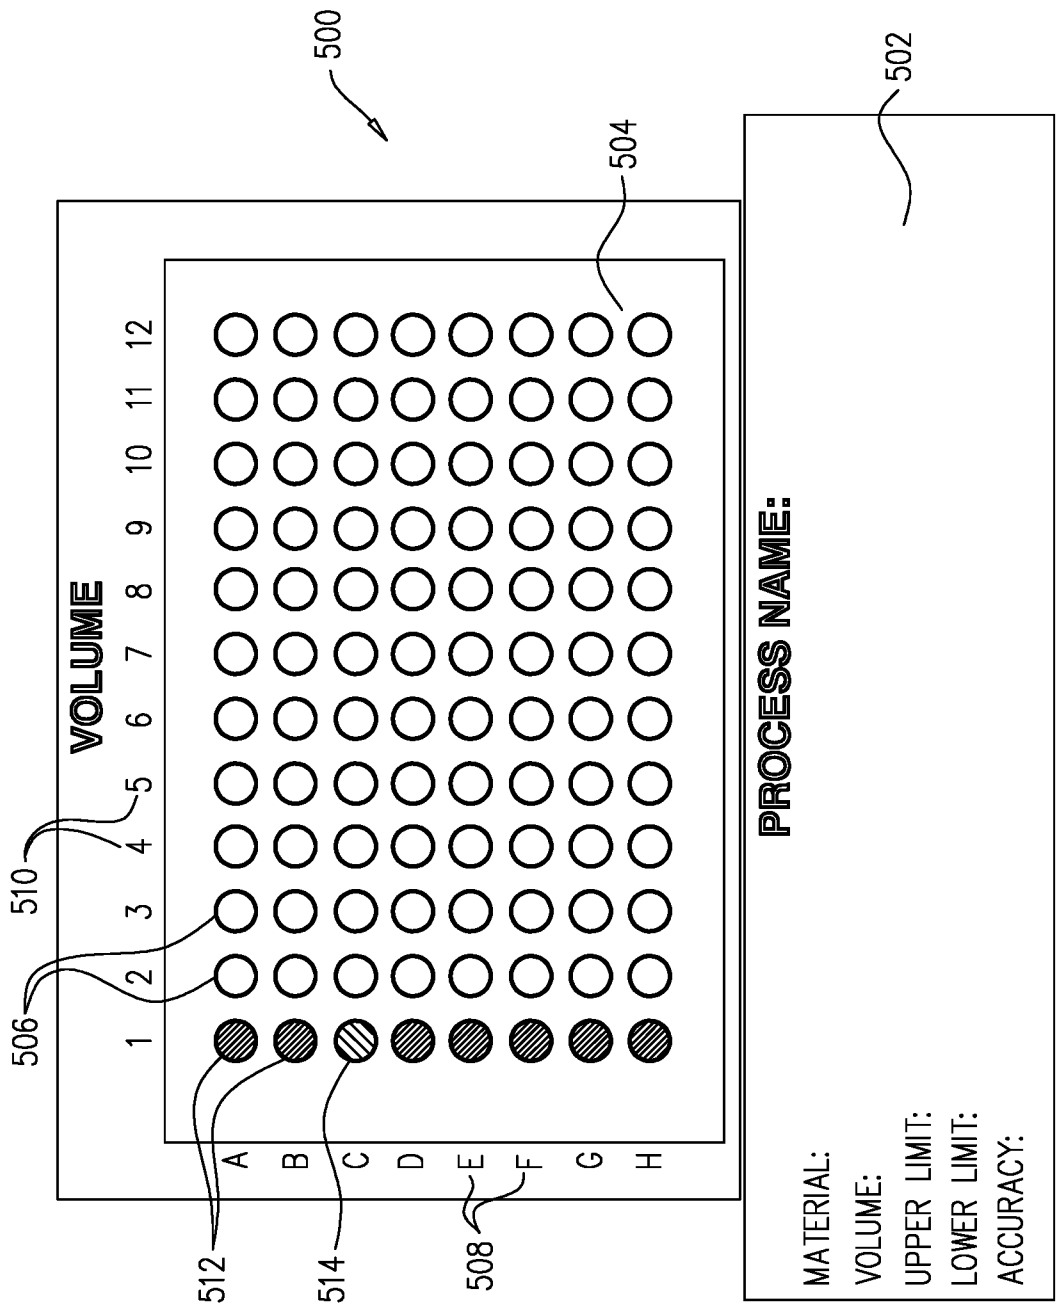 500
VOLUME
510
506
1 2 3 4 5 6 7 8 9 10 11 12
A
B
C
D
E
F
G
H
512
514
508
504
502
PROCESS NAME:
MATERIAL:
VOLUME:
UPPER LIMIT:
LOWER LIMIT:
ACCURACY: